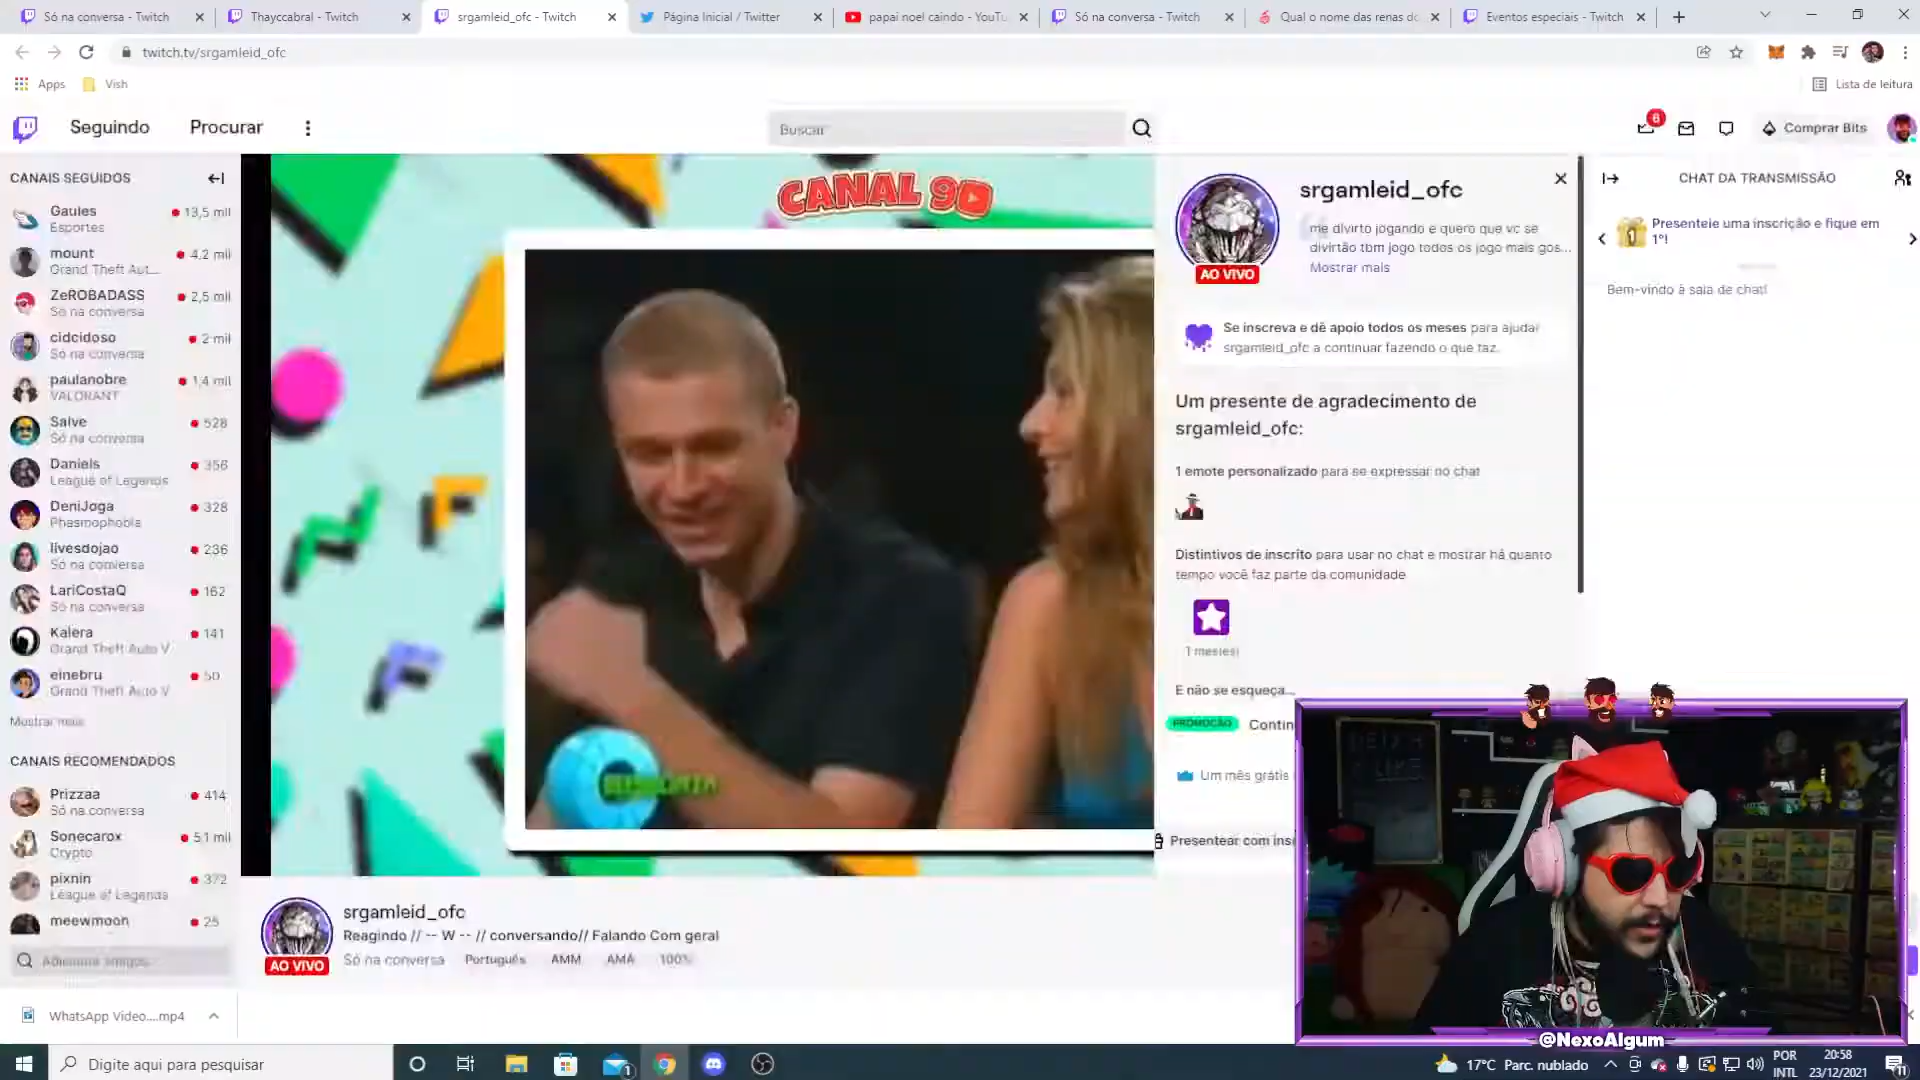 Só na conversa - Twitch
Thayccabral - Twitch
srgamleid_ofc - Twitch
Página Inicial / Twitter
papai noel caindo - YouTu
Só na conversa - Twitch
Qual o nome das renas do
Eventos especiais - Twitch
twitch.tv/srgamleid_ofc
Apps
Vish
Lista de leitura
Seguindo
Procurar
Buscar
6
Comprar Bits
CANAIS SEGUIDOS
Gaules
13,5 mil
Esportes
mount
4,2 mil
Grand Theft Aut...
ZeROBADASS
2,5 mil
Só na conversa
cidcidoso
2 mil
Só na conversa
paulanobre
1,4 mil
VALORANT
Salve
528
Só na conversa
Daniels
356
League of Legends
DeniJoga
328
Phasmophobia
livesdojao
236
Só na conversa
LariCostaQ
162
Só na conversa
Kalera
141
Grand Theft Auto V
einebru
50
Grand Theft Auto V
Mostrar mais
CANAIS RECOMENDADOS
Prizzaa
414
Só na conversa
Sonecarox
5,1 mil
Crypto
pixnin
372
League of Legends
meewmooh
25
Adicionar amigos
CANAL 90
srgamleid_ofc
me divirto jogando e quero que vc se
divirtão tbm jogo todos os jogo mais gos...
Mostrar mais
AO VIVO
Se inscreva e dê apoio todos os meses para ajudar
srgamleid_ofc a continuar fazendo o que faz.
Um presente de agradecimento de
srgamleid_ofc:
1 emote personalizado para se expressar no chat
Distintivos de inscrito para usar no chat e mostrar há quanto
tempo você faz parte da comunidade
1 mes(es)
E não se esqueça...
PROMOÇÃO
Contin
Um mês grátis
Presentear com insc
CHAT DA TRANSMISSÃO
1
Presenteie uma inscrição e fique em
1º!
Bem-vindo à sala de chat!
srgamleid_ofc
Reagindo // -- W -- // conversando// Falando Com geral
AO VIVO
Só na conversa
Português
AMM
AMA
100%
@NexoAlgum
WhatsApp Video....mp4
Digite aqui para pesquisar
1
17°C Parc. nublado
POR
INTL
20:58
23/12/2021
11